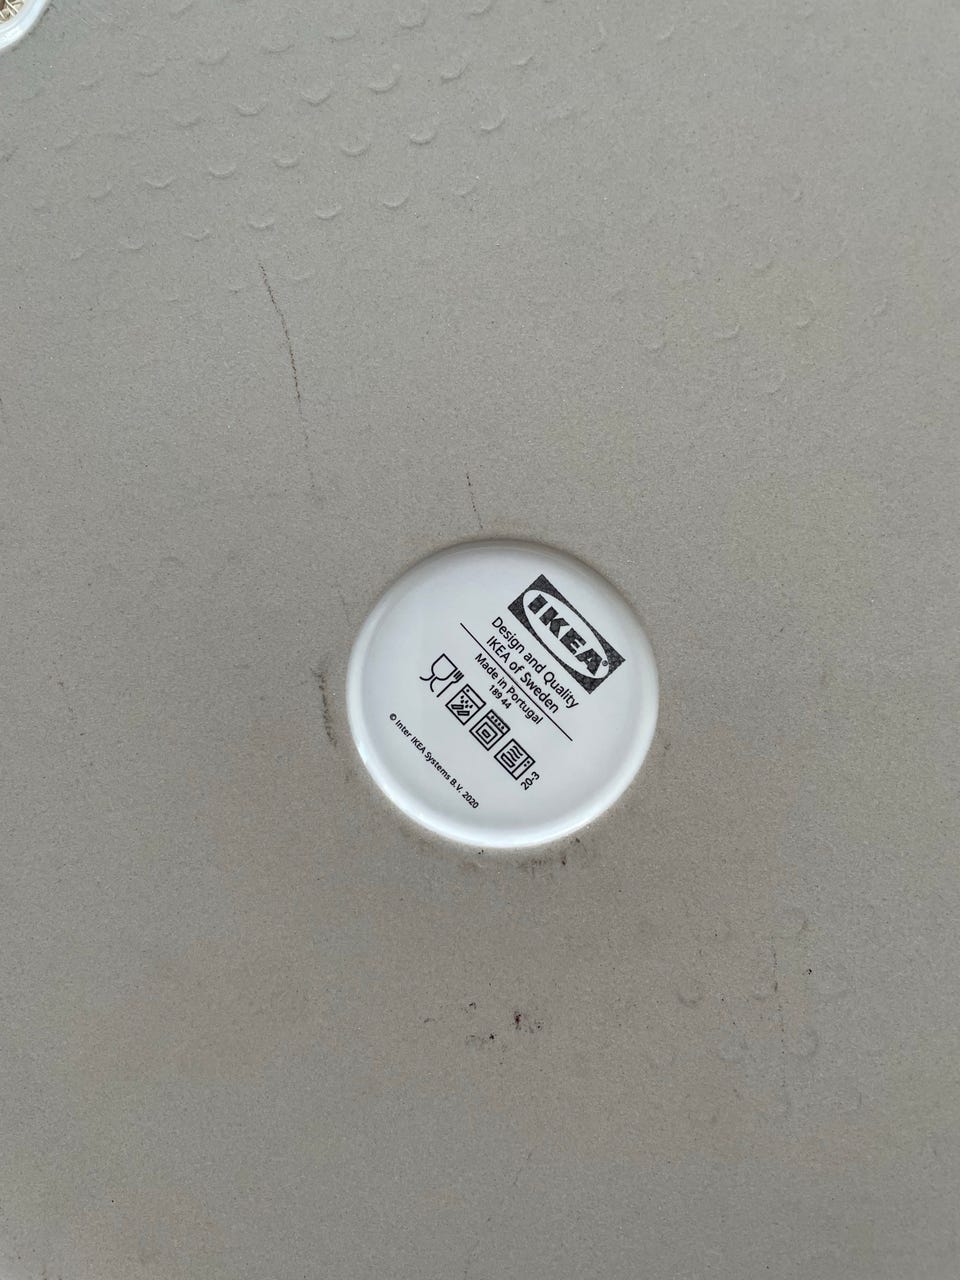 IKEA®
Design and Quality
IKEA of Sweden
Made in Portugal
189 44
20-3
© Inter IKEA Systems B.V. 2020